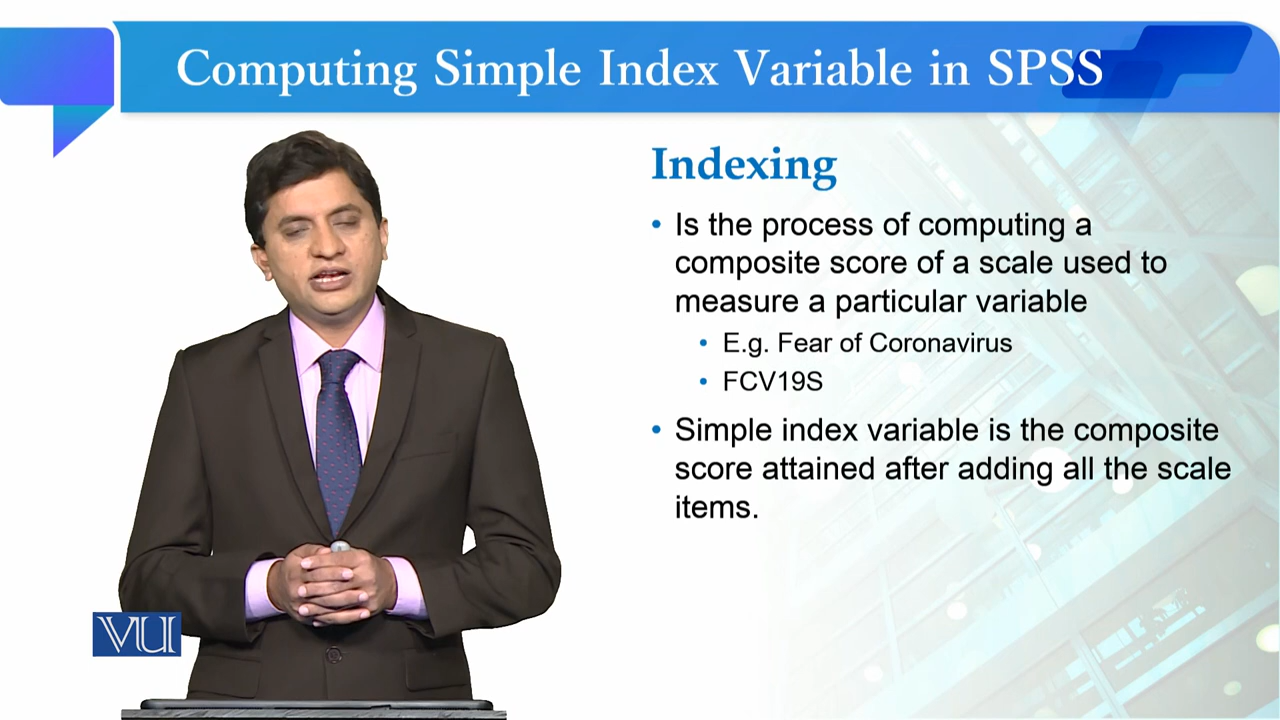 Computing Simple Index Variable in SPSS
Indexing
• Is the process of computing a
composite score of a scale used to
measure a particular variable
• E.g. Fear of Coronavirus
• FCV19S
• Simple index variable is the composite
score attained after adding all the scale
items.
VU